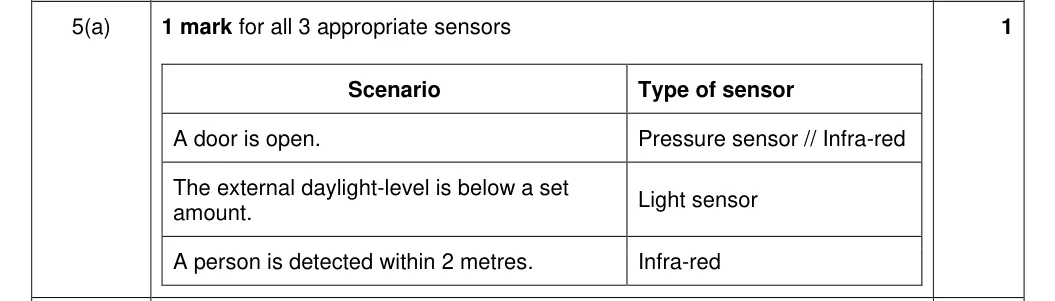 5(a) 1 mark for all 3 appropriate sensors 1
Scenario Type of sensor
A door is open. Pressure sensor // Infra-red
The external daylight-level is below a set
amount.
Light sensor
A person is detected within 2 metres. Infra-red